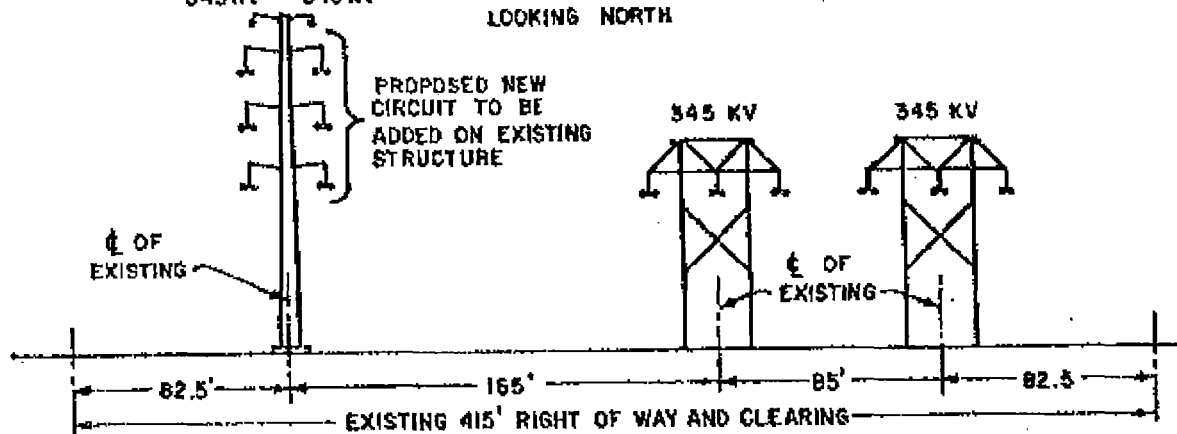 LOOKING NORTH
PROPOSED NEW
CIRCUIT TO BE
ADDED ON EXISTING
STRUCTURE
345 KV
345 KV
℄ OF
EXISTING
℄ OF
EXISTING
82.5'
165'
85'
82.5
EXISTING 415' RIGHT OF WAY AND CLEARING